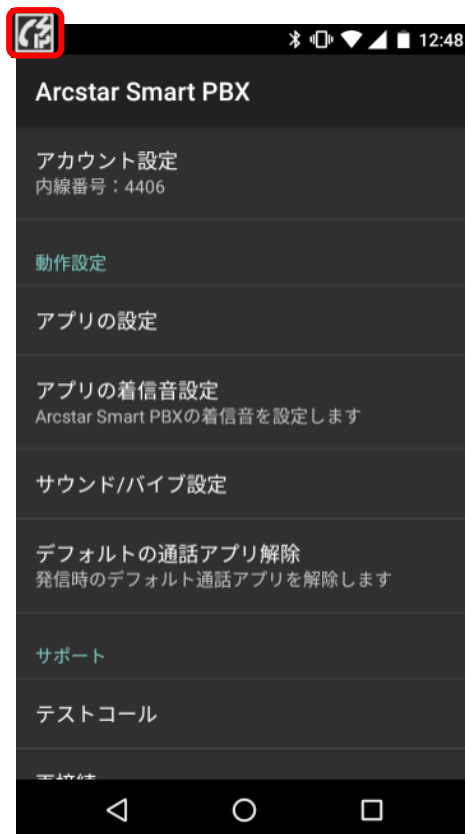 12:48
Arcstar Smart PBX
アカウント設定
内線番号：4406
動作設定
アプリの設定
アプリの着信音設定
Arcstar Smart PBXの着信音を設定します
サウンド/バイブ設定
デフォルトの通話アプリ解除
発信時のデフォルト通話アプリを解除します
サポート
テストコール